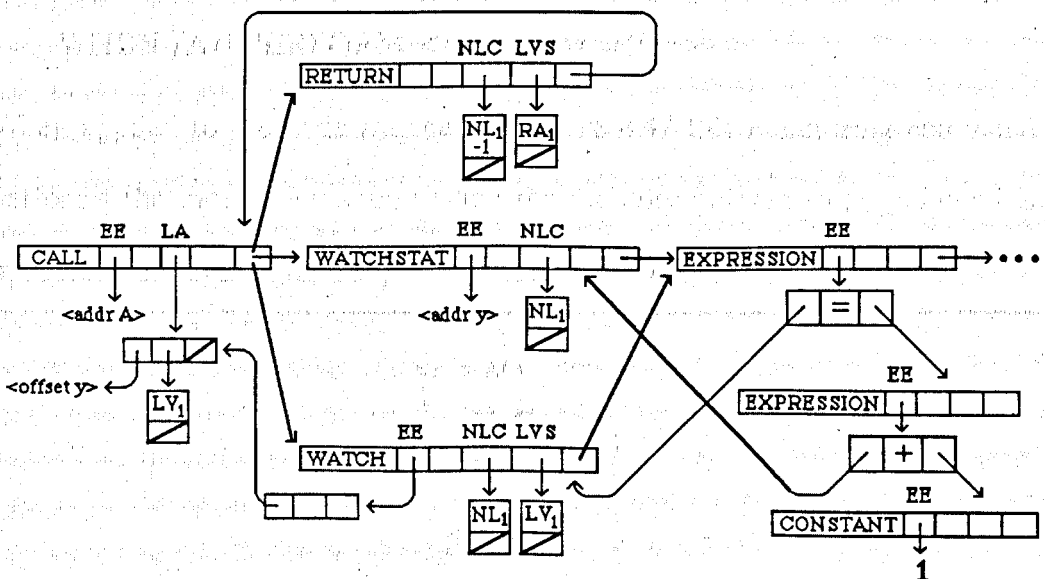 NLC LVS
RETURN
NL1 -1
RA1
EE LA
CALL
EE NLC
WATCHSTAT
EE
EXPRESSION
<addr A>
<addr y>
NL1
=
<offset y>
LV1
EE
EXPRESSION
EE NLC LVS
WATCH
+
NL1
LV1
EE
CONSTANT
1